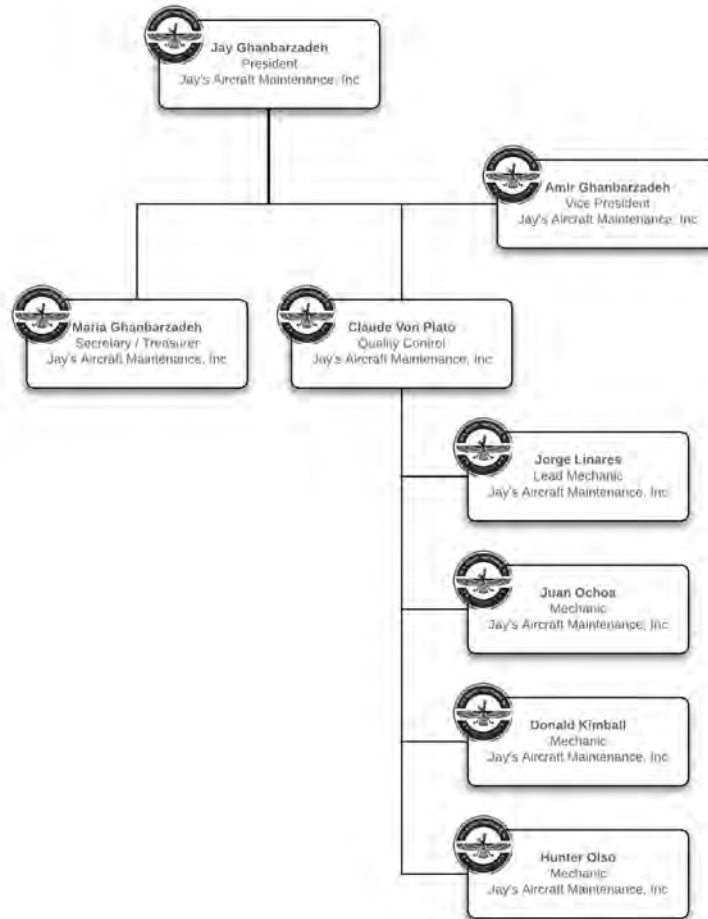 Jay Ghanbarzadeh
President
Jay's Aircraft Maintenance, Inc
Amir Ghanbarzadeh
Vice President
Jay's Aircraft Maintenance, Inc
Maria Ghanbarzadeh
Secretary / Treasurer
Jay's Aircraft Maintenance, Inc
Claude Von Plato
Quality Control
Jay's Aircraft Maintenance, Inc
Jorge Linares
Lead Mechanic
Jay's Aircraft Maintenance, Inc
Juan Ochoa
Mechanic
Jay's Aircraft Maintenance, Inc
Donald Kimball
Mechanic
Jay's Aircraft Maintenance, Inc
Hunter Olso
Mechanic
Jay's Aircraft Maintenance, Inc